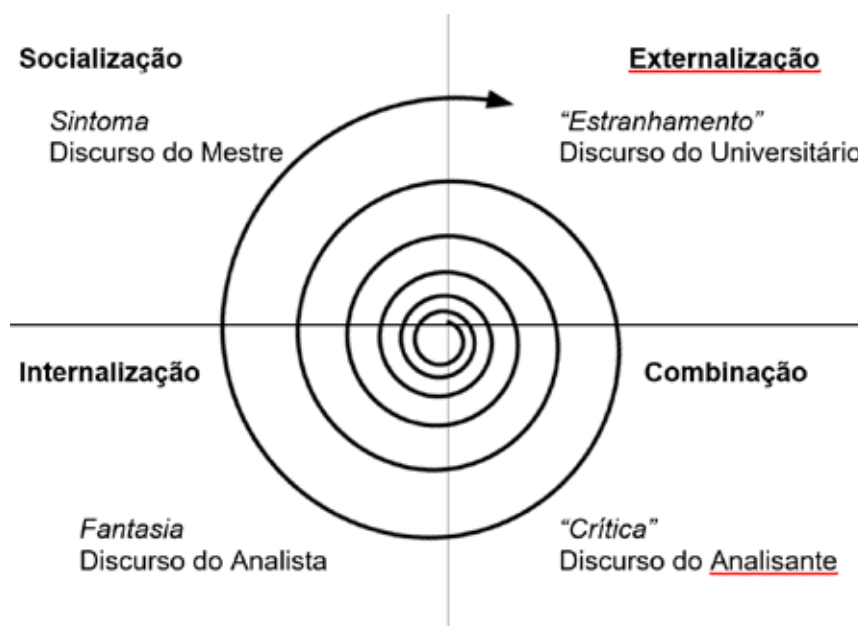 Socialização
Externalização
Sintoma
Discurso do Mestre
“Estranhamento”
Discurso do Universitário
Internalização
Combinação
Fantasia
Discurso do Analista
“Crítica”
Discurso do Analisante